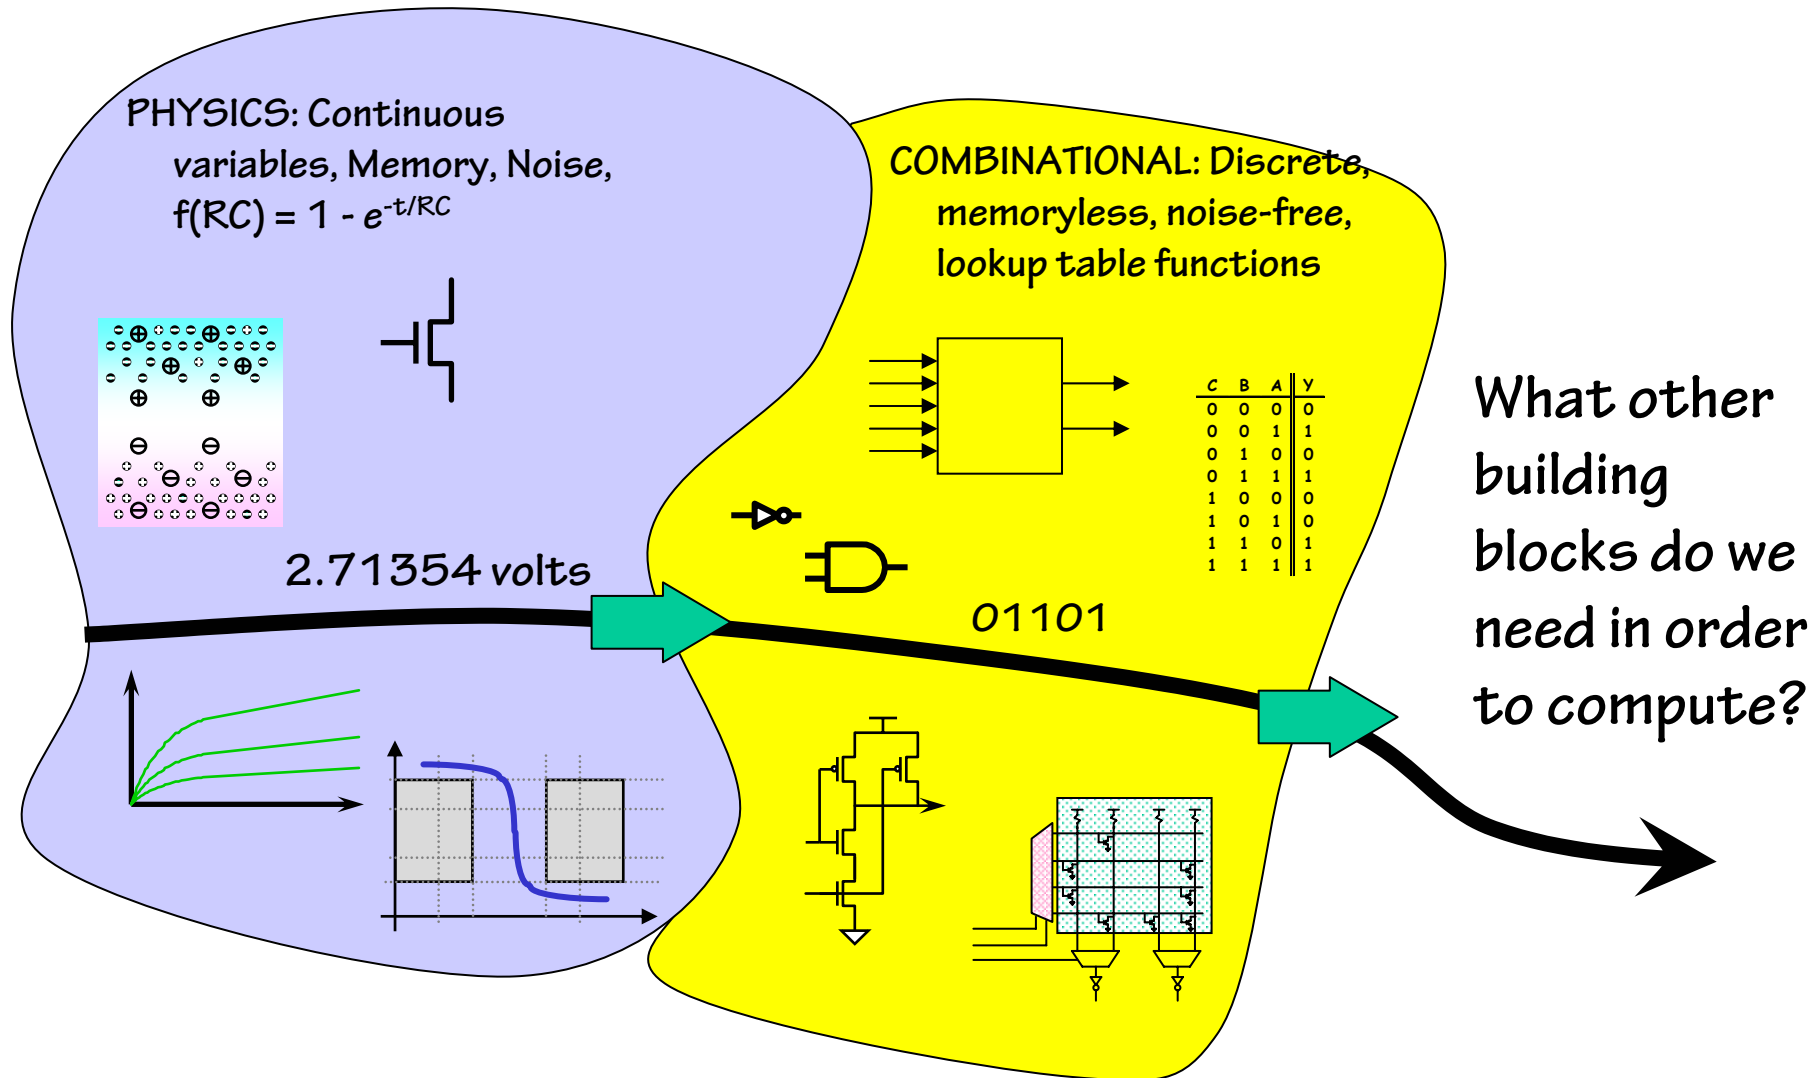 PHYSICS: Continuous
variables, Memory, Noise,
f(RC) = 1 - e-t/RC
COMBINATIONAL: Discrete,
memoryless, noise-free,
lookup table functions
C B A Y
0 0 0 0
0 0 1 1
0 1 0 0
0 1 1 1
1 0 0 0
1 0 1 0
1 1 0 1
1 1 1 1
2.71354 volts
01101
What other
building
blocks do we
need in order
to compute?